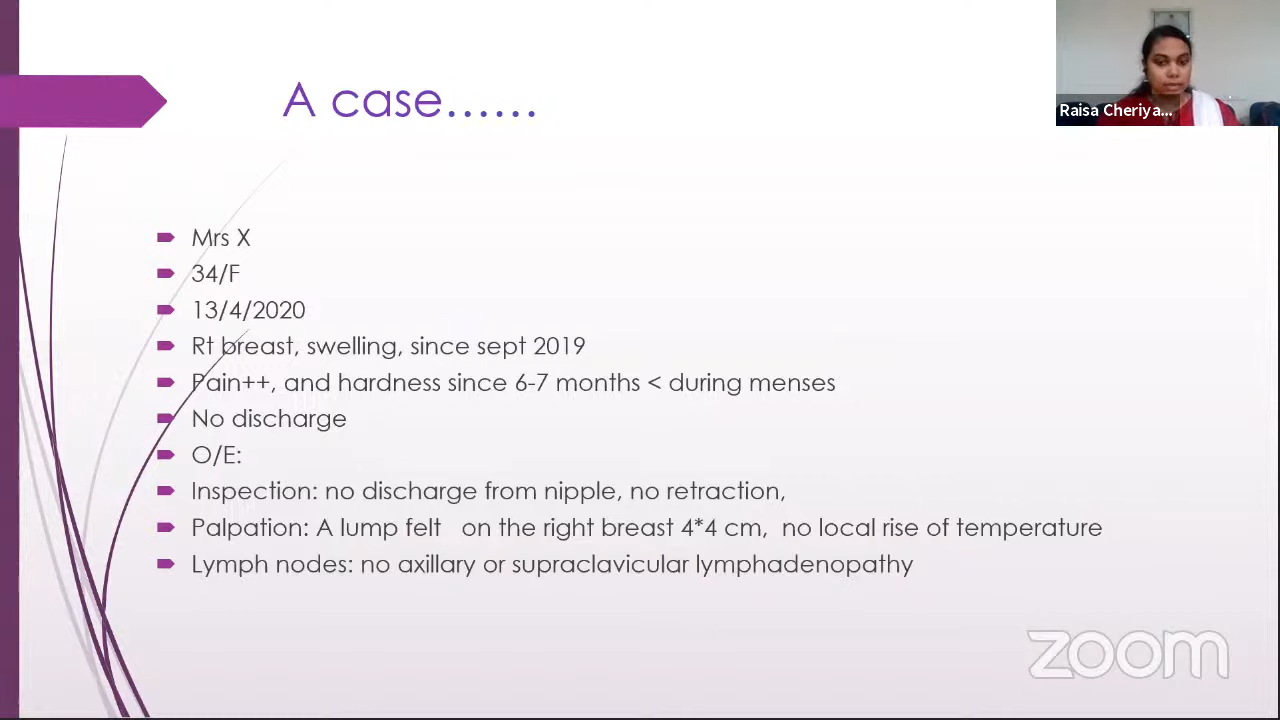 A case......
Raisa Cheriya...
Mrs X
34/F
13/4/2020
Rt breast, swelling, since sept 2019
Pain++, and hardness since 6-7 months < during menses
No discharge
O/E:
Inspection: no discharge from nipple, no retraction,
Palpation: A lump felt on the right breast 4*4 cm, no local rise of temperature
Lymph nodes: no axillary or supraclavicular lymphadenopathy
zoom